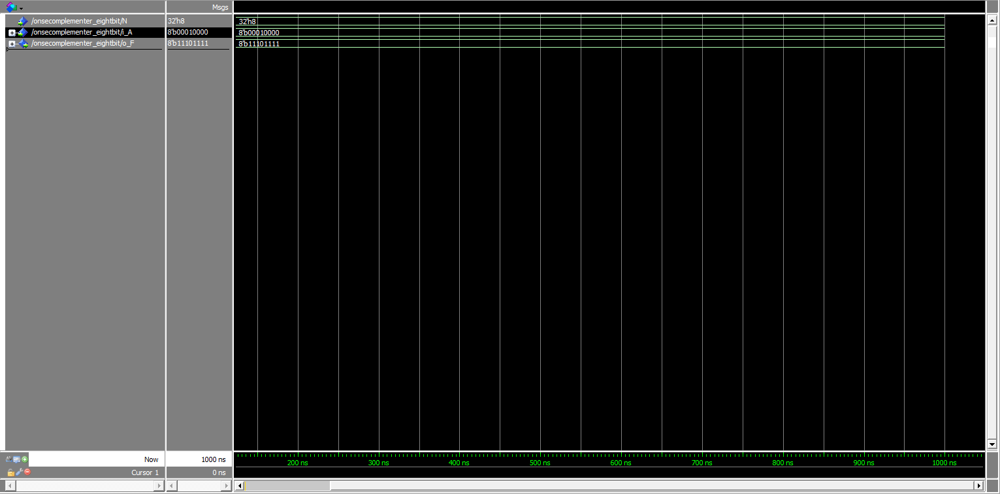 Msgs
/onsecomplementer_eightbit/N 32'h8 32'h8
/onsecomplementer_eightbit/i_A 8'b00010000 8'b00010000
/onsecomplementer_eightbit/o_F 8'b11101111 8'b11101111
Now 1000 ns
200 ns 300 ns 400 ns 500 ns 600 ns 700 ns 800 ns 900 ns 1000 ns
Cursor 1 0 ns